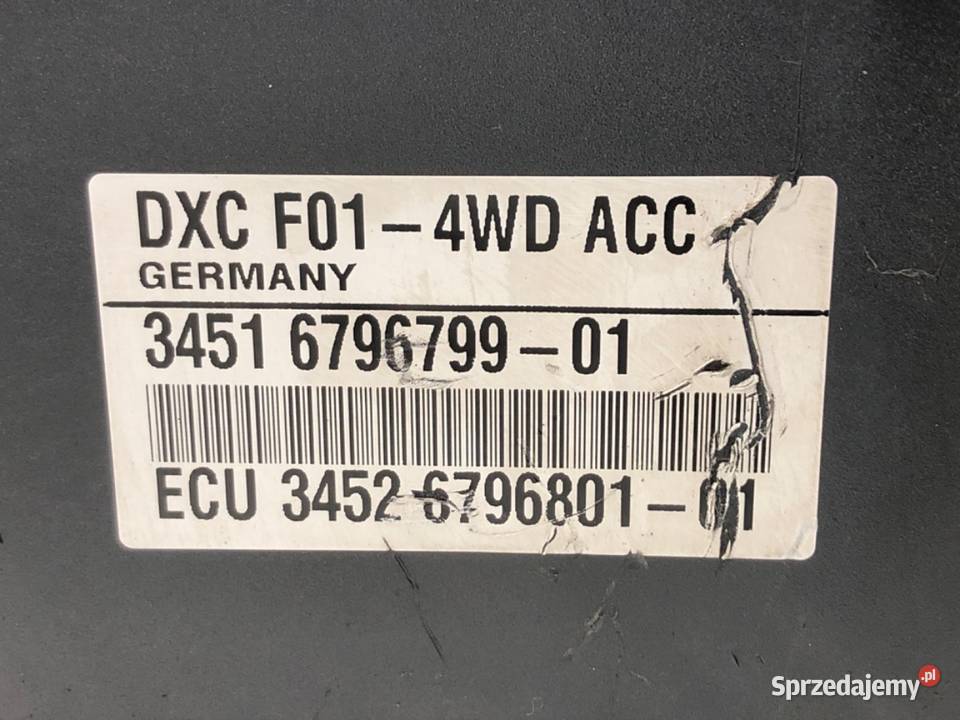 DXC F01-4WD ACC
GERMANY
3451 6796799-01
ECU 3452 6796801-01
Sprzedajemy.pl